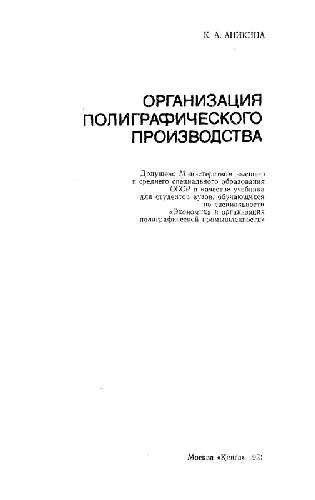 К. А. АНИКИНА
ОРГАНИЗАЦИЯ
ПОЛИГРАФИЧЕСКОГО
ПРОИЗВОДСТВА
Допущено Министерством высшего
и среднего специального образования
СССР в качестве учебника
для студентов вузов, обучающихся
по специальности
«Экономика и организация
полиграфической промышленности»
Москва «Книга»